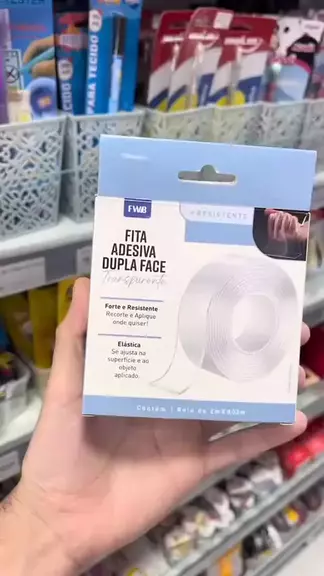 PARA TECIDO
TECIDO
FWB
+ RESISTENTE
FITA
ADESIVA
DUPLA FACE
Transparente
Forte e Resistente
Recorte e Aplique
onde quiser!
Elástica
Se ajusta na
superfície e ao
objeto
aplicado.